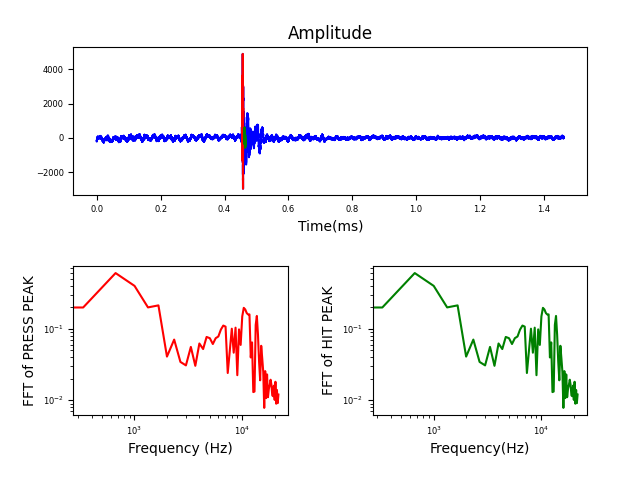 Amplitude
4000
2000
0
−2000
0.0 0.2 0.4 0.6 0.8 1.0 1.2 1.4
Time(ms)
FFT of PRESS PEAK
10⁻¹
10⁻²
10³ 10⁴
Frequency (Hz)
FFT of HIT PEAK
10⁻¹
10⁻²
10³ 10⁴
Frequency(Hz)